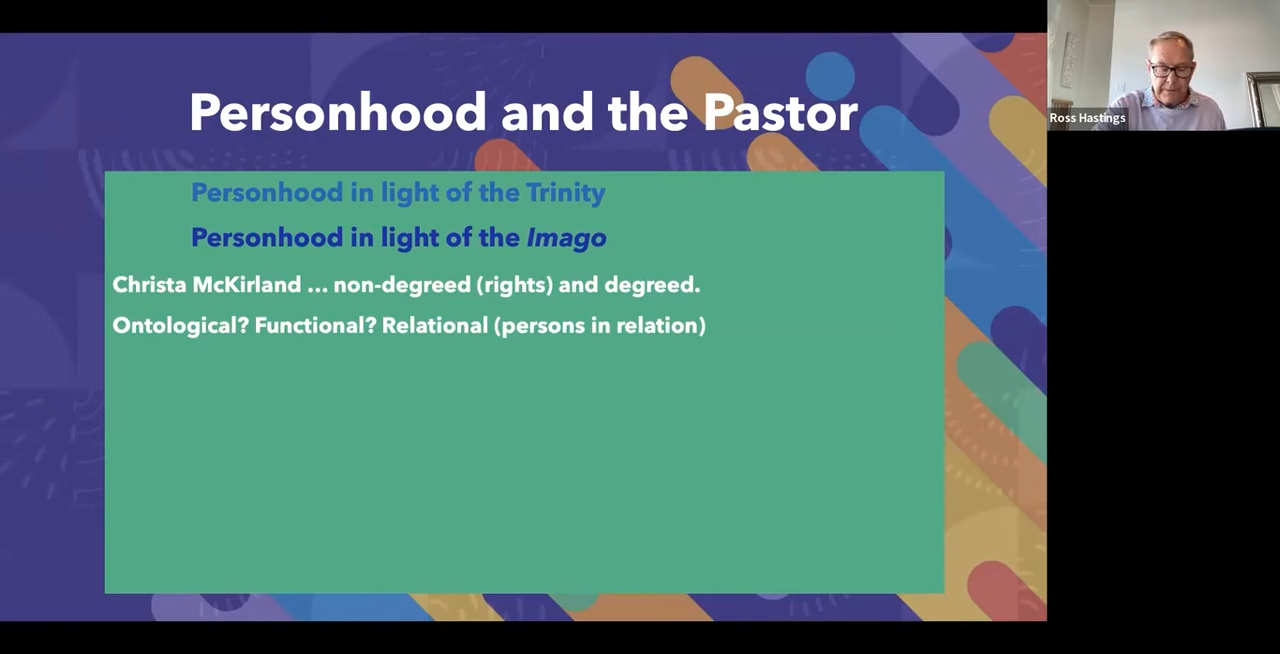 Personhood and the Pastor
Personhood in light of the Trinity
Personhood in light of the Imago
Christa McKirland ... non-degreed (rights) and degreed.
Ontological? Functional? Relational (persons in relation)
Ross Hastings